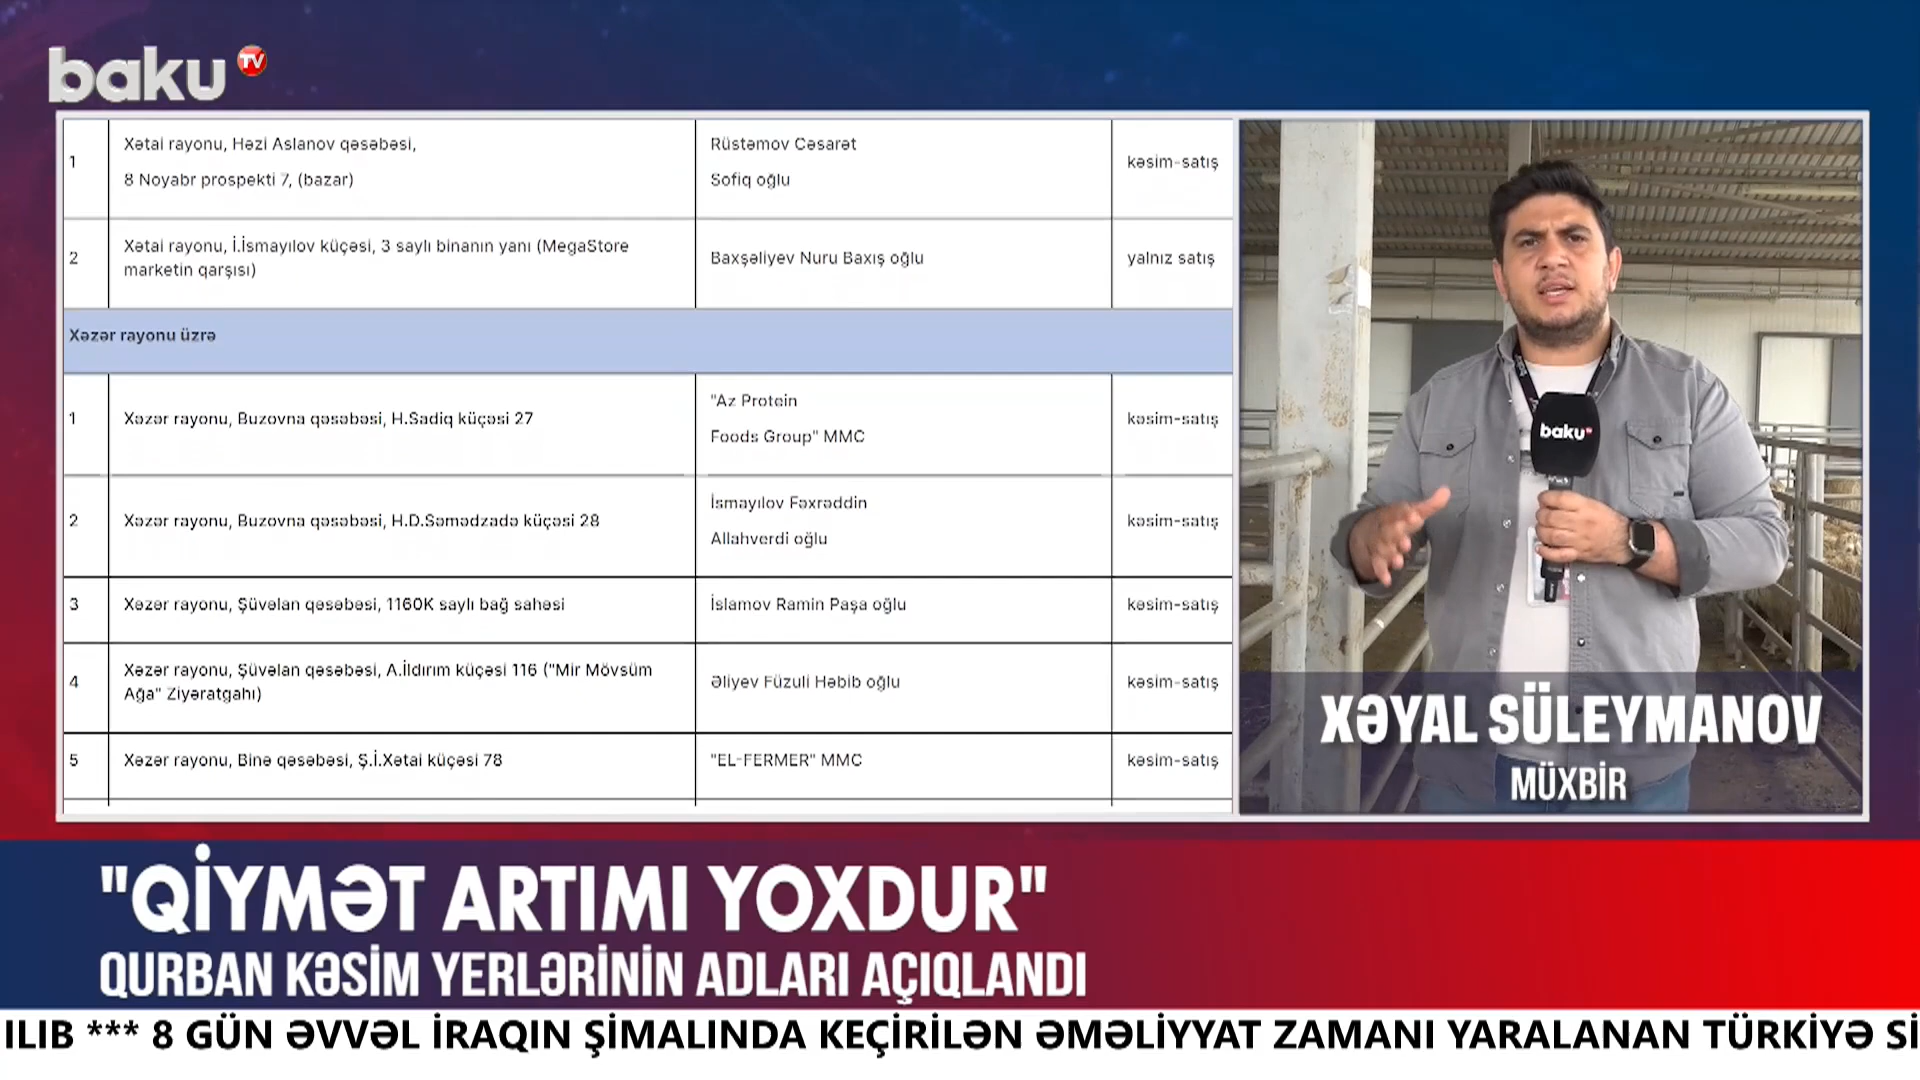 baku TV
1
Xətai rayonu, Həzi Aslanov qəsəbəsi,
8 Noyabr prospekti 7, (bazar)
Rüstəmov Cəsarət
Sofiq oğlu
kəsim-satış
2
Xətai rayonu, İ.İsmayılov küçəsi, 3 saylı binanın yanı (MegaStore
marketin qarşısı)
Baxşəliyev Nuru Baxış oğlu
yalnız satış
Xəzər rayonu üzrə
1
Xəzər rayonu, Buzovna qəsəbəsi, H.Sadiq küçəsi 27
"Az Protein
Foods Group" MMC
kəsim-satış
2
Xəzər rayonu, Buzovna qəsəbəsi, H.D.Səmədzadə küçəsi 28
İsmayılov Fəxrəddin
Allahverdi oğlu
kəsim-satış
3
Xəzər rayonu, Şüvəlan qəsəbəsi, 1160K saylı bağ sahəsi
İslamov Ramin Paşa oğlu
kəsim-satış
4
Xəzər rayonu, Şüvəlan qəsəbəsi, A.İldırım küçəsi 116 ("Mir Mövsüm
Ağa" Ziyarətgahı)
Əliyev Füzuli Həbib oğlu
kəsim-satış
5
Xəzər rayonu, Binə qəsəbəsi, Ş.İ.Xətai küçəsi 78
"EL-FERMER" MMC
kəsim-satış
baku TV
XƏYAL SÜLEYMANOV
MÜXBİR
"QİYMƏT ARTIMI YOXDUR"
QURBAN KƏSİM YERLƏRİNİN ADLARI AÇIQLANDI
ILIB *** 8 GÜN ƏVVƏL İRAQIN ŞİMALINDA KEÇİRİLƏN ƏMƏLİYYAT ZAMANI YARALANAN TÜRKİYƏ Sİ